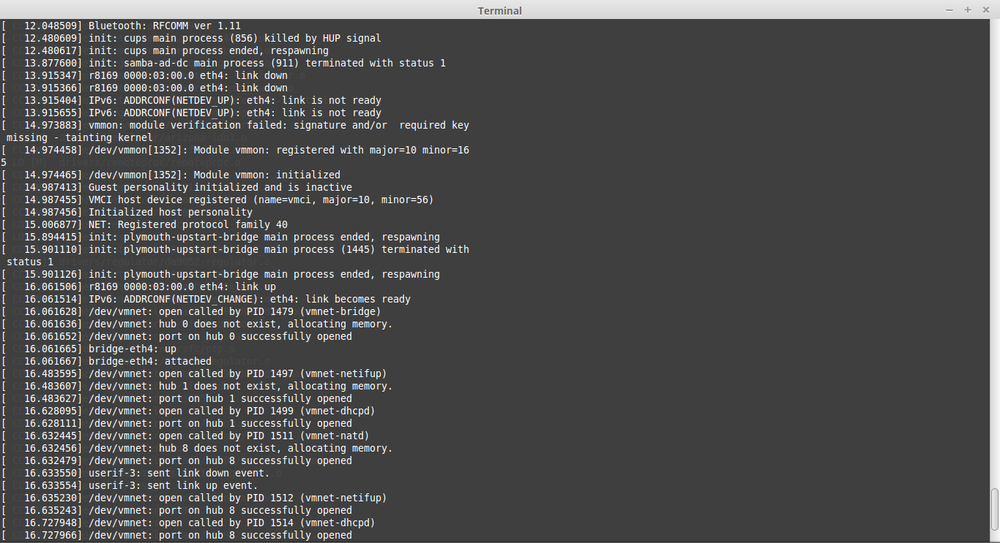 Terminal
[   12.048509] Bluetooth: RFCOMM ver 1.11
[   12.480609] init: cups main process (856) killed by HUP signal
[   12.480617] init: cups main process ended, respawning
[   13.877600] init: samba-ad-dc main process (911) terminated with status 1
[   13.915347] r8169 0000:03:00.0 eth4: link down
[   13.915366] r8169 0000:03:00.0 eth4: link down
[   13.915404] IPv6: ADDRCONF(NETDEV_UP): eth4: link is not ready
[   13.915655] IPv6: ADDRCONF(NETDEV_UP): eth4: link is not ready
[   14.973883] vmmon: module verification failed: signature and/or  required key
 missing - tainting kernel
[   14.974458] /dev/vmmon[1352]: Module vmmon: registered with major=10 minor=16
5
[   14.974465] /dev/vmmon[1352]: Module vmmon: initialized
[   14.987413] Guest personality initialized and is inactive
[   14.987455] VMCI host device registered (name=vmci, major=10, minor=56)
[   14.987456] Initialized host personality
[   15.006877] NET: Registered protocol family 40
[   15.894415] init: plymouth-upstart-bridge main process ended, respawning
[   15.901110] init: plymouth-upstart-bridge main process (1445) terminated with
 status 1
[   15.901126] init: plymouth-upstart-bridge main process ended, respawning
[   16.061506] r8169 0000:03:00.0 eth4: link up
[   16.061514] IPv6: ADDRCONF(NETDEV_CHANGE): eth4: link becomes ready
[   16.061628] /dev/vmnet: open called by PID 1479 (vmnet-bridge)
[   16.061636] /dev/vmnet: hub 0 does not exist, allocating memory.
[   16.061652] /dev/vmnet: port on hub 0 successfully opened
[   16.061665] bridge-eth4: up
[   16.061667] bridge-eth4: attached
[   16.483595] /dev/vmnet: open called by PID 1497 (vmnet-netifup)
[   16.483607] /dev/vmnet: hub 1 does not exist, allocating memory.
[   16.483627] /dev/vmnet: port on hub 1 successfully opened
[   16.628095] /dev/vmnet: open called by PID 1499 (vmnet-dhcpd)
[   16.628111] /dev/vmnet: port on hub 1 successfully opened
[   16.632445] /dev/vmnet: open called by PID 1511 (vmnet-natd)
[   16.632456] /dev/vmnet: hub 8 does not exist, allocating memory.
[   16.632479] /dev/vmnet: port on hub 8 successfully opened
[   16.633550] userif-3: sent link down event.
[   16.633554] userif-3: sent link up event.
[   16.635230] /dev/vmnet: open called by PID 1512 (vmnet-netifup)
[   16.635243] /dev/vmnet: port on hub 8 successfully opened
[   16.727948] /dev/vmnet: open called by PID 1514 (vmnet-dhcpd)
[   16.727966] /dev/vmnet: port on hub 8 successfully opened